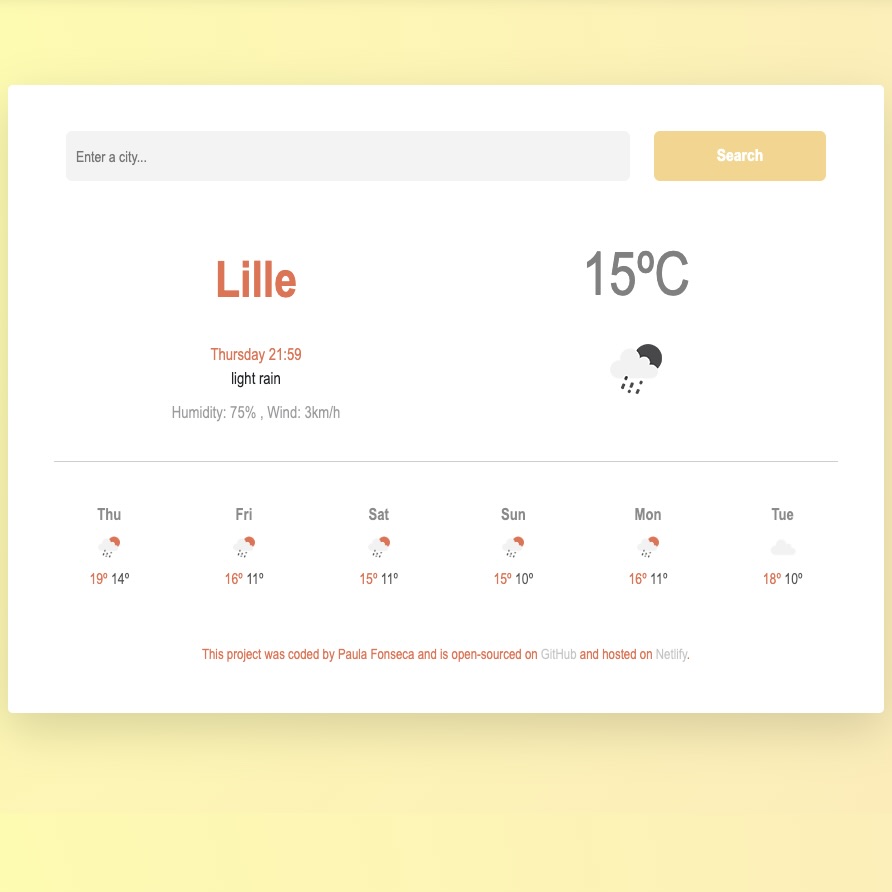 Enter a city...
Search
Lille
15ºC
Thursday 21:59
light rain
Humidity: 75% , Wind: 3km/h
Thu Fri Sat Sun Mon Tue
19º 14º 16º 11º 15º 11º 15º 10º 16º 11º 18º 10º
This project was coded by Paula Fonseca and is open-sourced on GitHub and hosted on Netlify.